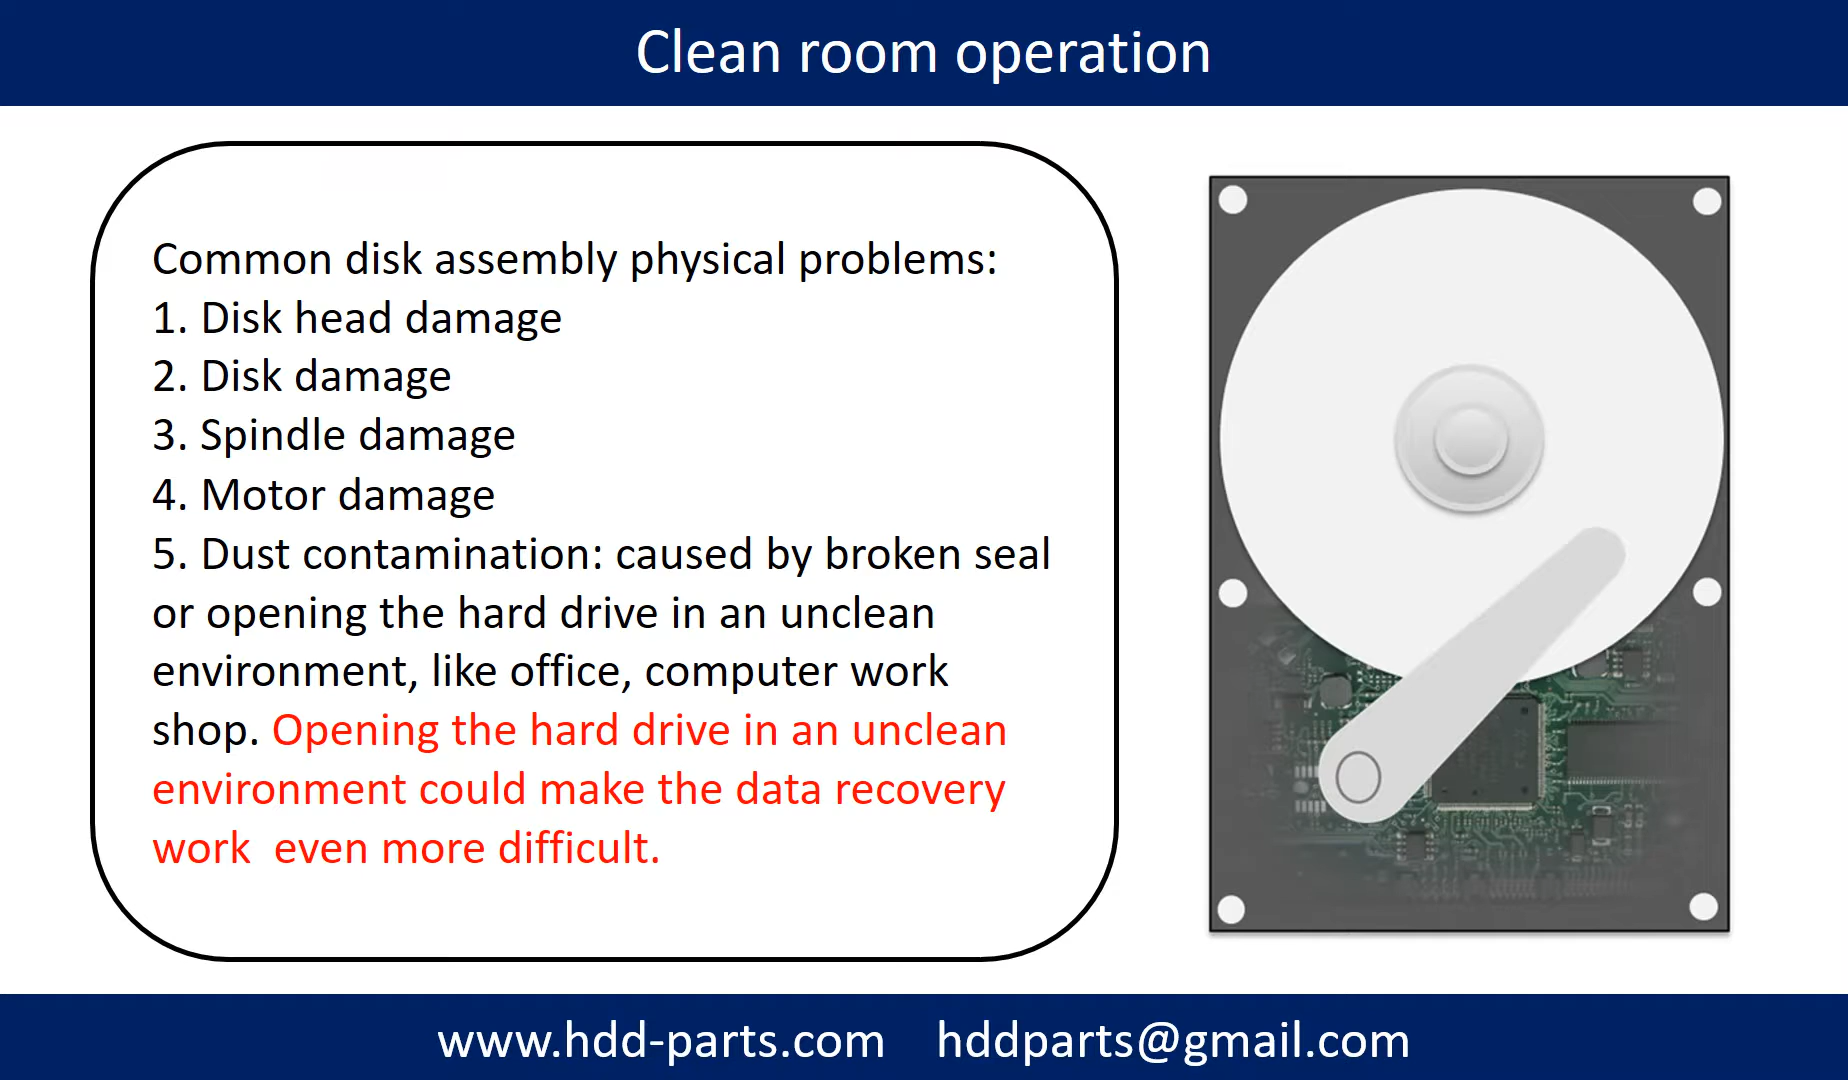 Clean room operation
Common disk assembly physical problems:
1. Disk head damage
2. Disk damage
3. Spindle damage
4. Motor damage
5. Dust contamination: caused by broken seal
or opening the hard drive in an unclean
environment, like office, computer work
shop. Opening the hard drive in an unclean
environment could make the data recovery
work  even more difficult.
www.hdd-parts.com    hddparts@gmail.com